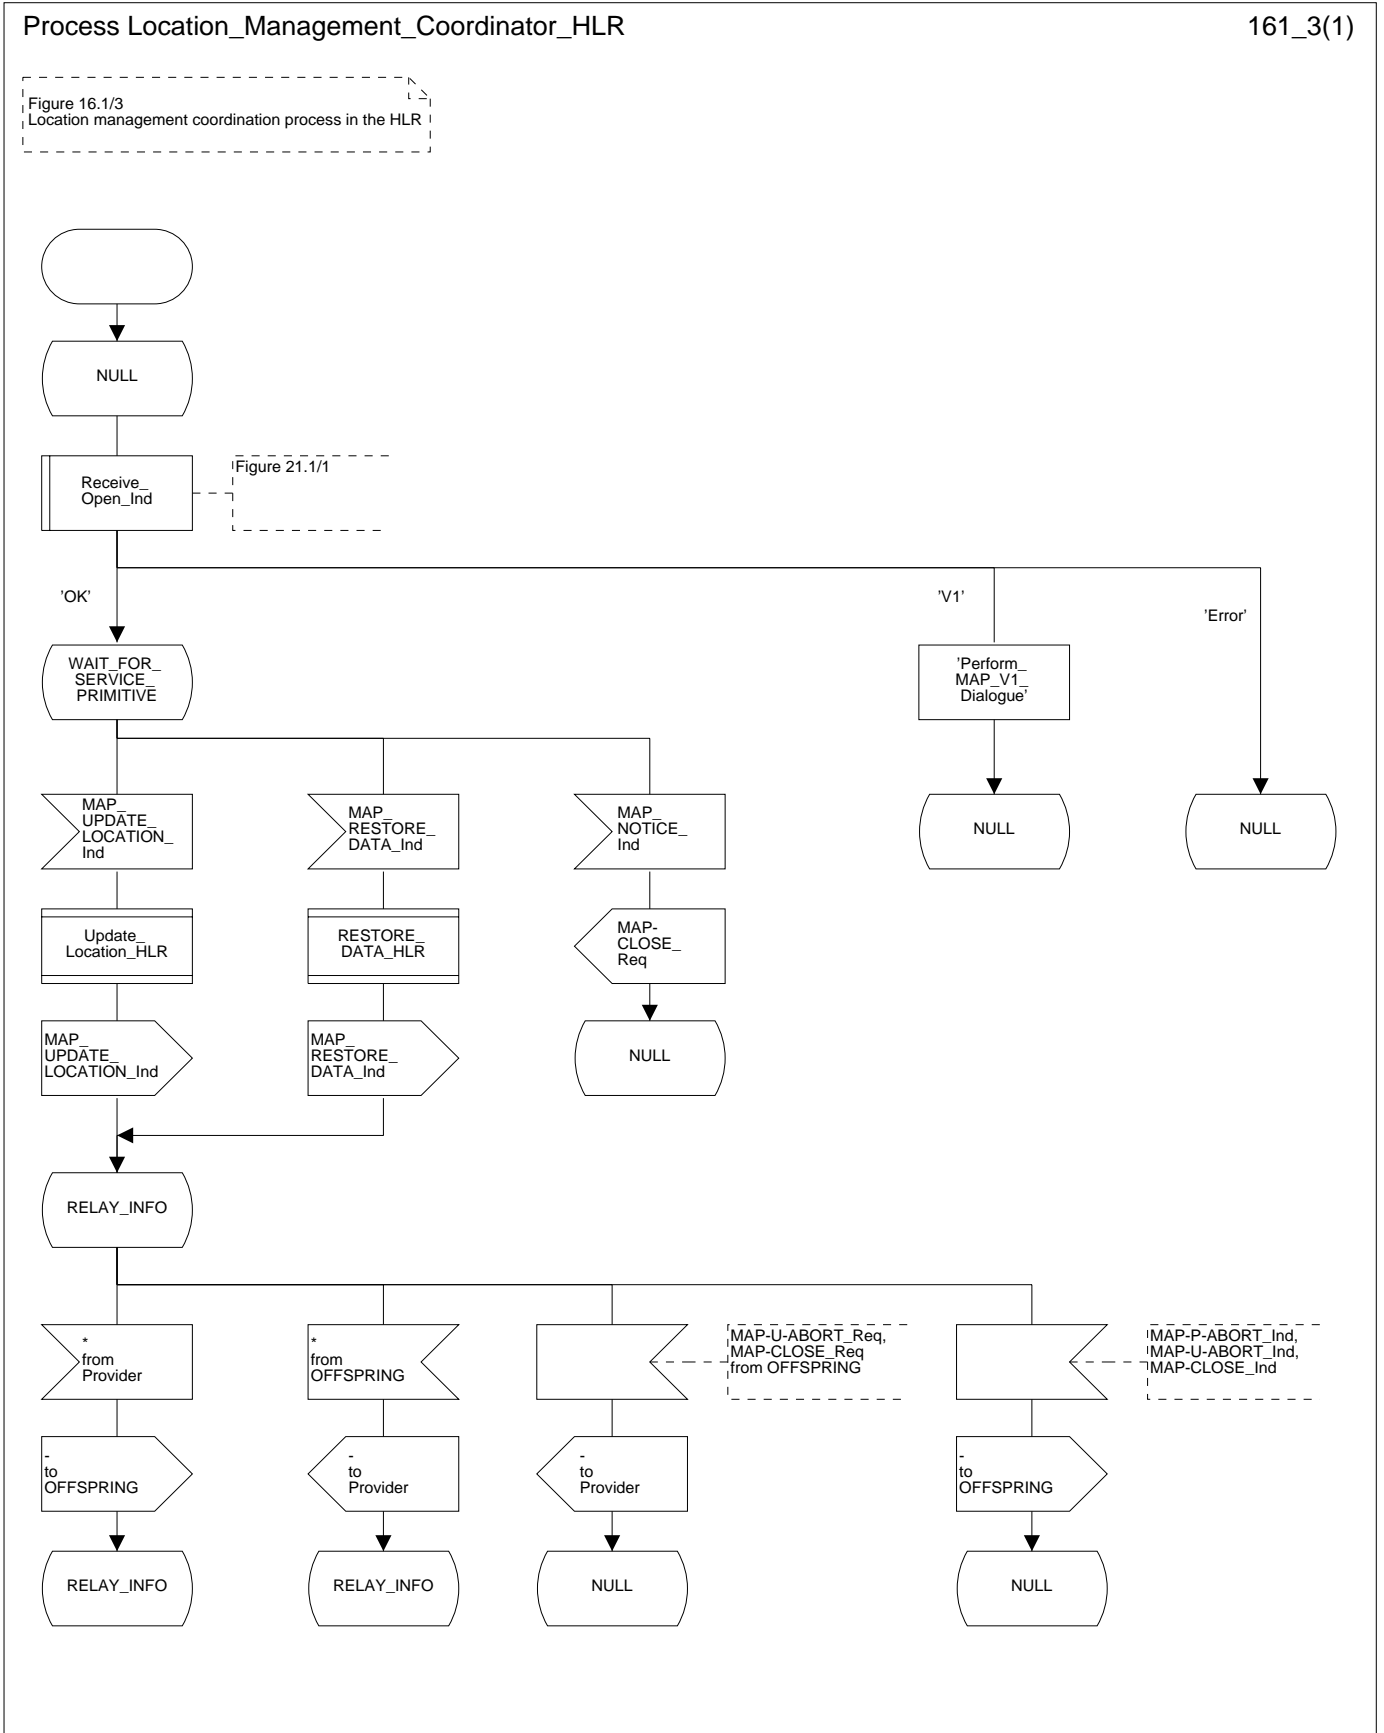 Process Location_Management_Coordinator_HLR
161_3(1)
Figure 16.1/3
Location management coordination process in the HLR
NULL
Receive_
Open_Ind
Figure 21.1/1
'OK'
'V1'
'Error'
WAIT_FOR_
SERVICE_
PRIMITIVE
'Perform_
MAP_V1_
Dialogue'
MAP_
UPDATE_
LOCATION_
Ind
MAP_
RESTORE_
DATA_Ind
MAP_
NOTICE_
Ind
NULL
NULL
Update_
Location_HLR
RESTORE_
DATA_HLR
MAP-
CLOSE_
Req
MAP_
UPDATE_
LOCATION_Ind
MAP_
RESTORE_
DATA_Ind
NULL
RELAY_INFO
*
from
Provider
*
from
OFFSPRING
MAP-U-ABORT_Req,
MAP-CLOSE_Req
from OFFSPRING
MAP-P-ABORT_Ind,
MAP-U-ABORT_Ind,
MAP-CLOSE_Ind
-
to
OFFSPRING
-
to
Provider
-
to
Provider
-
to
OFFSPRING
RELAY_INFO
RELAY_INFO
NULL
NULL